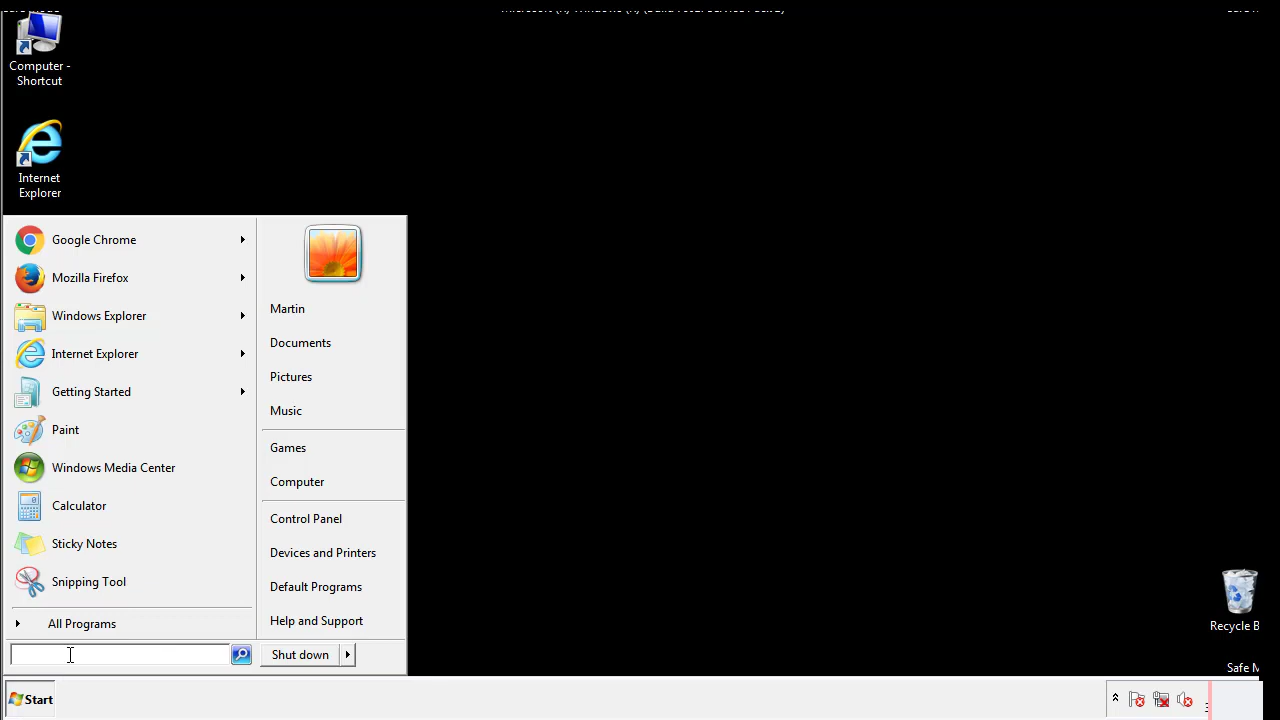 Computer -
Shortcut
Internet
Explorer
Google Chrome
Mozilla Firefox
Windows Explorer
Internet Explorer
Getting Started
Paint
Windows Media Center
Calculator
Sticky Notes
Snipping Tool
All Programs
Martin
Documents
Pictures
Music
Games
Computer
Control Panel
Devices and Printers
Default Programs
Help and Support
Shut down
Start
Recycle B
Safe M